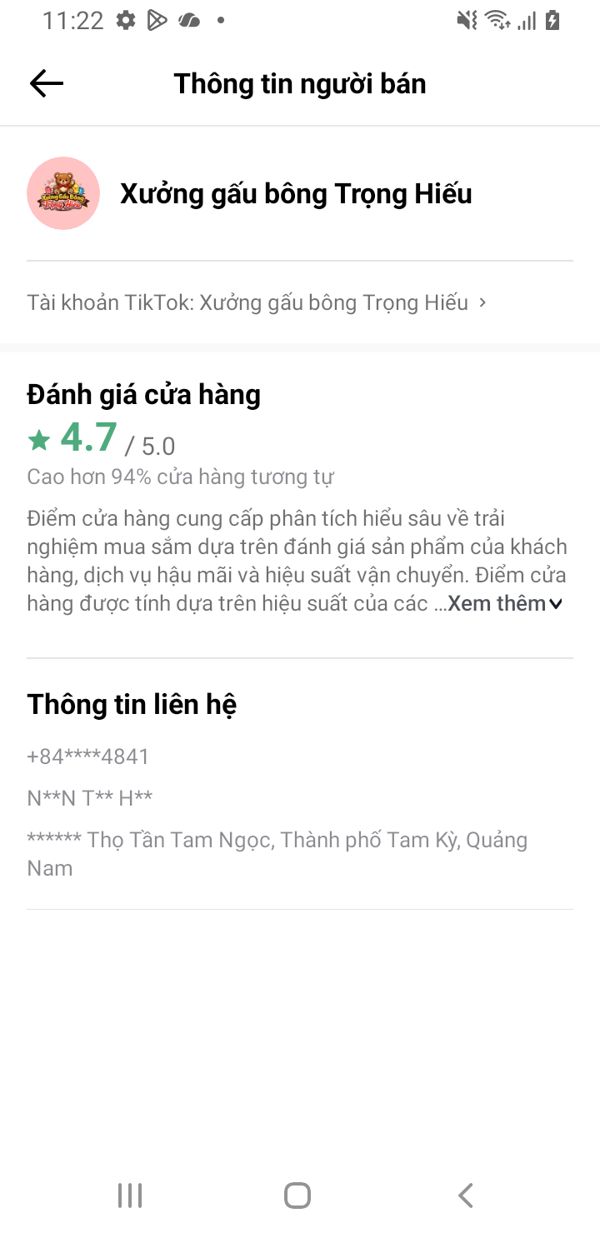 11:22
Thông tin người bán
Xưởng gấu bông Trọng Hiếu
Tài khoản TikTok: Xưởng gấu bông Trọng Hiếu
Đánh giá cửa hàng
4.7 / 5.0
Cao hơn 94% cửa hàng tương tự
Điểm cửa hàng cung cấp phân tích hiểu sâu về trải
nghiệm mua sắm dựa trên đánh giá sản phẩm của khách
hàng, dịch vụ hậu mãi và hiệu suất vận chuyển. Điểm cửa
hàng được tính dựa trên hiệu suất của các ...Xem thêm
Thông tin liên hệ
+84****4841
N**N T** H**
****** Thọ Tần Tam Ngọc, Thành phố Tam Kỳ, Quảng
Nam